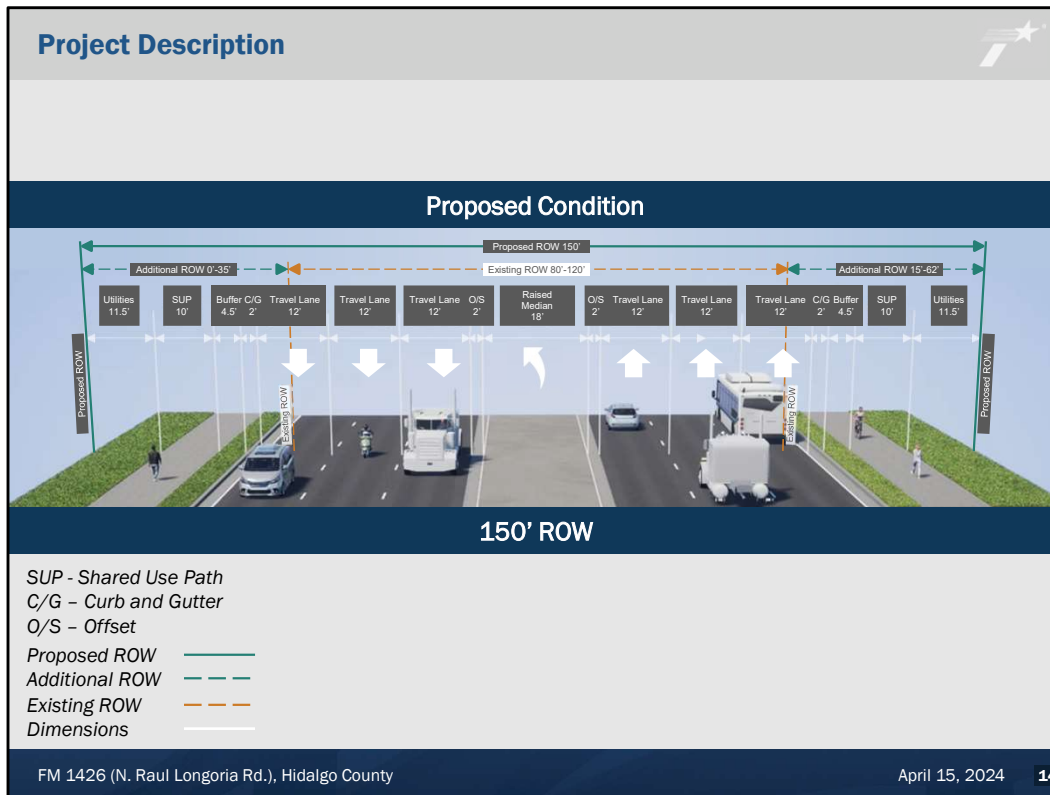 Project Description
Proposed Condition
Proposed ROW 150'
Additional ROW 0'-35'
Existing ROW 80'-120'
Additional ROW 15'-62'
Utilities
11.5'
SUP
10'
Buffer
4.5'
C/G
2'
Travel Lane
12'
Travel Lane
12'
Travel Lane
12'
O/S
2'
Raised
Median
18'
O/S
2'
Travel Lane
12'
Travel Lane
12'
Travel Lane
12'
C/G
2'
Buffer
4.5'
SUP
10'
Utilities
11.5'
Proposed ROW
Existing ROW
Existing ROW
Proposed ROW
150' ROW
SUP - Shared Use Path
C/G – Curb and Gutter
O/S – Offset
Proposed ROW
Additional ROW
Existing ROW
Dimensions
FM 1426 (N. Raul Longoria Rd.), Hidalgo County
April 15, 2024